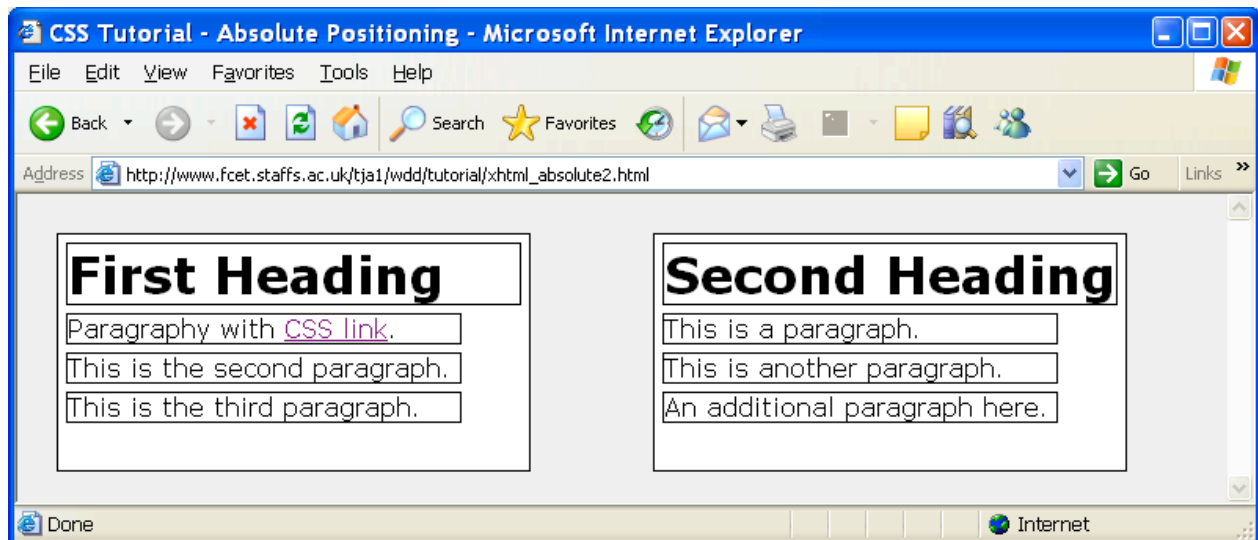 CSS Tutorial - Absolute Positioning - Microsoft Internet Explorer
File Edit View Favorites Tools Help
Back Search Favorites
Address http://www.fcet.staffs.ac.uk/tja1/wdd/tutorial/xhtml_absolute2.html Go Links »
First Heading
Paragraphy with CSS link.
This is the second paragraph.
This is the third paragraph.
Second Heading
This is a paragraph.
This is another paragraph.
An additional paragraph here.
Done Internet